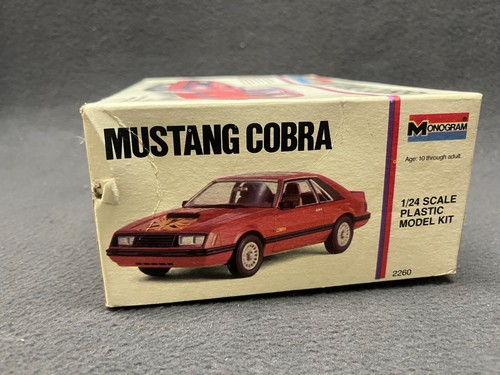 MUSTANG COBRA
MONOGRAM
Age: 10 through adult.
1/24 SCALE
PLASTIC
MODEL KIT
2260